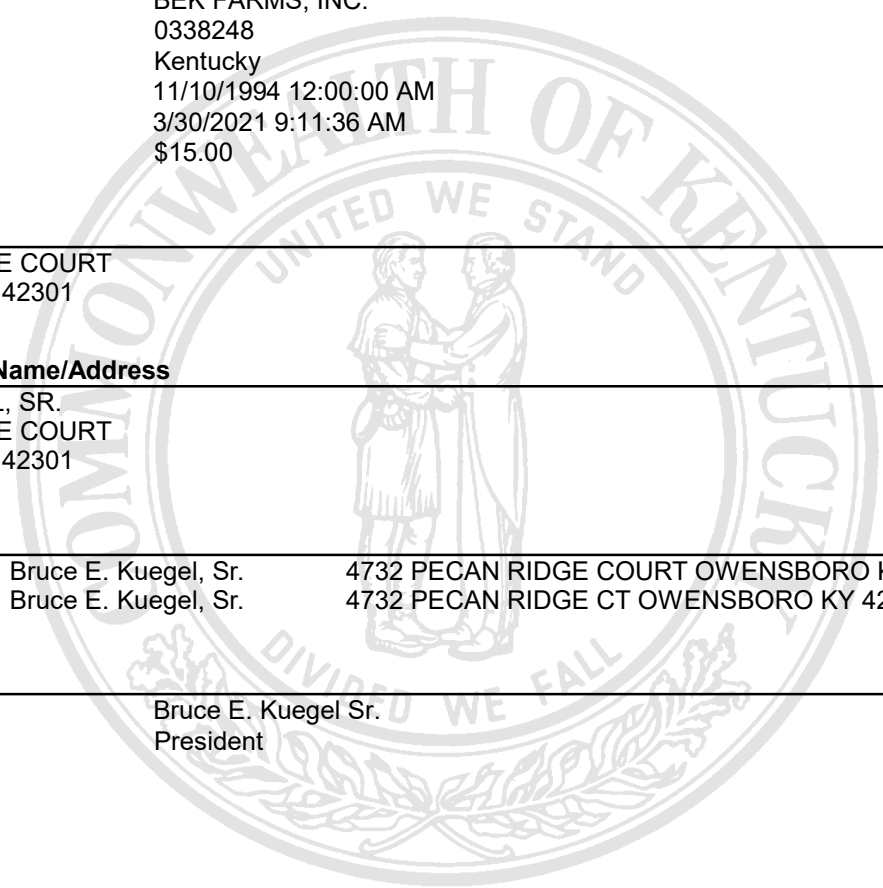 BEK FARMS, INC.
0338248
Kentucky
11/10/1994 12:00:00 AM
3/30/2021 9:11:36 AM
$15.00
COMMONWEALTH OF KENTUCKY
UNITED WE STAND
E COURT
42301
Name/Address
, SR.
E COURT
42301
Bruce E. Kuegel, Sr. 4732 PECAN RIDGE COURT OWENSBORO K
Bruce E. Kuegel, Sr. 4732 PECAN RIDGE CT OWENSBORO KY 42
DIVIDED WE FALL
Bruce E. Kuegel Sr.
President